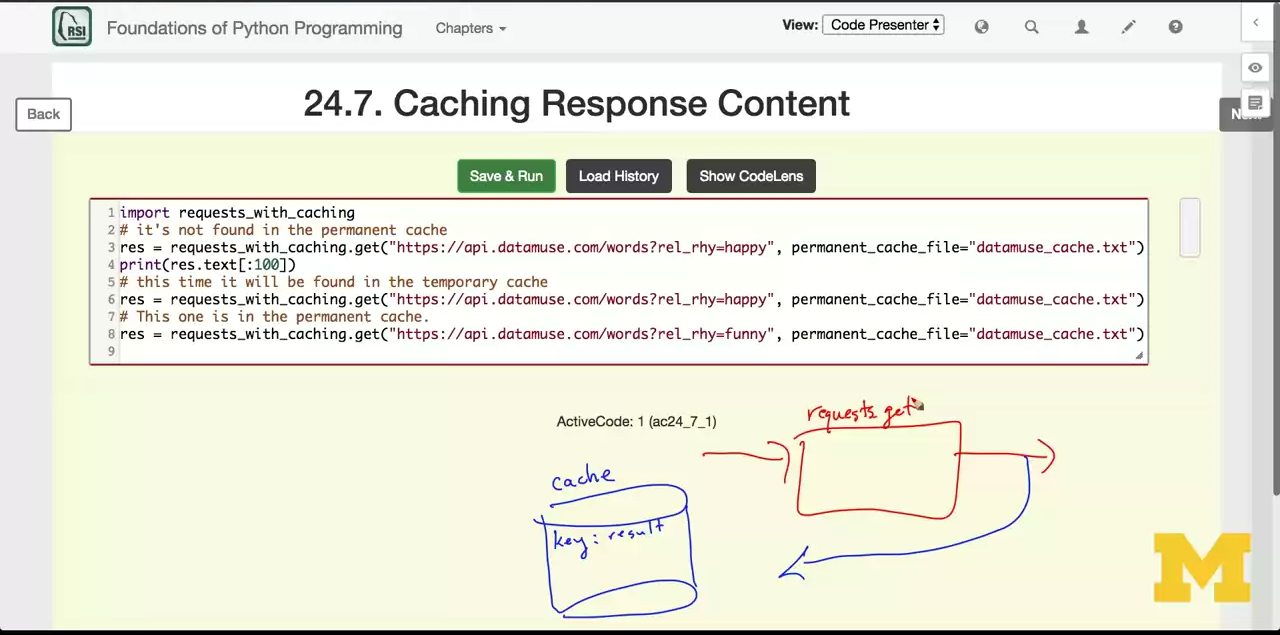 RSI
Foundations of Python Programming
Chapters
View: Code Presenter
Back
24.7. Caching Response Content
Save & Run
Load History
Show CodeLens
1 import requests_with_caching
2 # it's not found in the permanent cache
3 res = requests_with_caching.get("https://api.datamuse.com/words?rel_rhy=happy", permanent_cache_file="datamuse_cache.txt")
4 print(res.text[:100])
5 # this time it will be found in the temporary cache
6 res = requests_with_caching.get("https://api.datamuse.com/words?rel_rhy=happy", permanent_cache_file="datamuse_cache.txt")
7 # This one is in the permanent cache.
8 res = requests_with_caching.get("https://api.datamuse.com/words?rel_rhy=funny", permanent_cache_file="datamuse_cache.txt")
9
ActiveCode: 1 (ac24_7_1)
requests get
cache
key: result
M